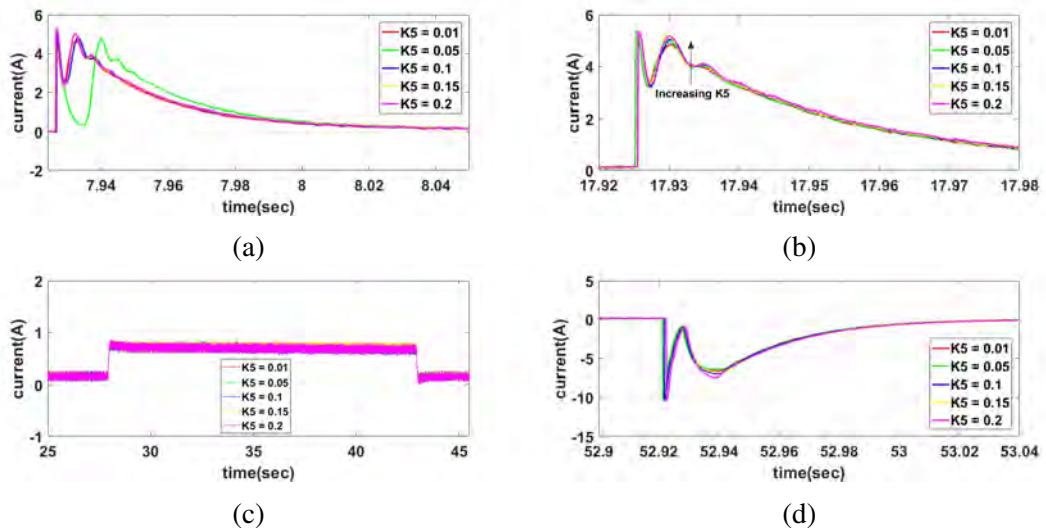 6
4
2
0
-2
current(A)
K5 = 0.01
K5 = 0.05
K5 = 0.1
K5 = 0.15
K5 = 0.2
7.94
7.96
7.98
8
8.02
8.04
time(sec)
(a)
6
4
2
0
current(A)
K5 = 0.01
K5 = 0.05
K5 = 0.1
K5 = 0.15
K5 = 0.2
Increasing K5
17.92
17.93
17.94
17.95
17.96
17.97
17.98
time(sec)
(b)
2
1
0
-1
current(A)
K5 = 0.01
K5 = 0.05
K5 = 0.1
K5 = 0.15
K5 = 0.2
25
30
35
40
45
time(sec)
(c)
5
0
-5
-10
-15
current(A)
K5 = 0.01
K5 = 0.05
K5 = 0.1
K5 = 0.15
K5 = 0.2
52.9
52.92
52.94
52.96
52.98
53
53.02
53.04
time(sec)
(d)